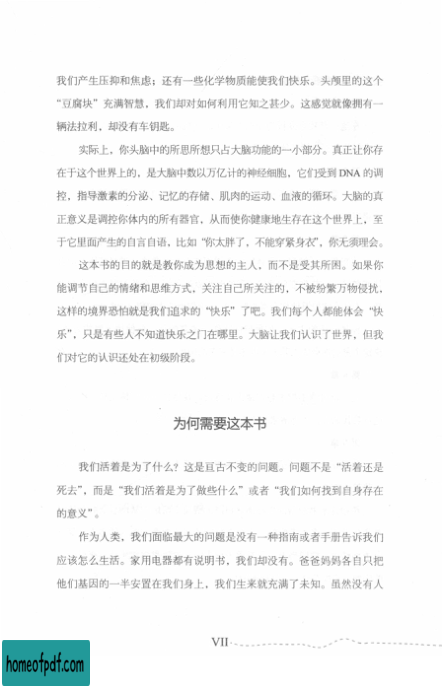 我们产生压抑和焦虑；还有一些化学物质能使我们快乐。头颅里的这个
“豆腐块”充满智慧，我们却对如何利用它知之甚少。这感觉就像拥有一
辆法拉利，却没有车钥匙。
实际上，你头脑中的所思所想只占大脑功能的一小部分。真正让你存
在于这个世界上的，是大脑中数以万亿计的神经细胞，它们受到 DNA 的调
控，指导激素的分泌、记忆的存储、肌肉的运动、血液的循环。大脑的真
正意义是调控你体内的所有器官，从而使你健康地生存在这个世界上，至
于它里面产生的自言自语，比如“你太胖了，不能穿紧身衣”，你无须理会。
这本书的目的就是教你成为思想的主人，而不是受其所困。如果你
能调节自己的情绪和思维方式，关注自己所关注的，不被纷繁万物侵扰，
这样的境界恐怕就是我们追求的“快乐”了吧。我们每个人都能体会“快
乐”，只是有些人不知道快乐之门在哪里。大脑让我们认识了世界，但我
们对它的认识还处在初级阶段。
为何需要这本书
我们活着是为了什么？这是亘古不变的问题。问题不是“活着还是
死去”，而是“我们活着是为了做些什么”或者“我们如何找到自身存在
的意义”。
作为人类，我们面临最大的问题是没有一种指南或者手册告诉我们
应该怎么生活。家用电器都有说明书，我们却没有。爸爸妈妈各自只把
他们基因的一半安置在我们身上，我们生来就充满了未知。虽然没有人
VII
homeofpdf.com